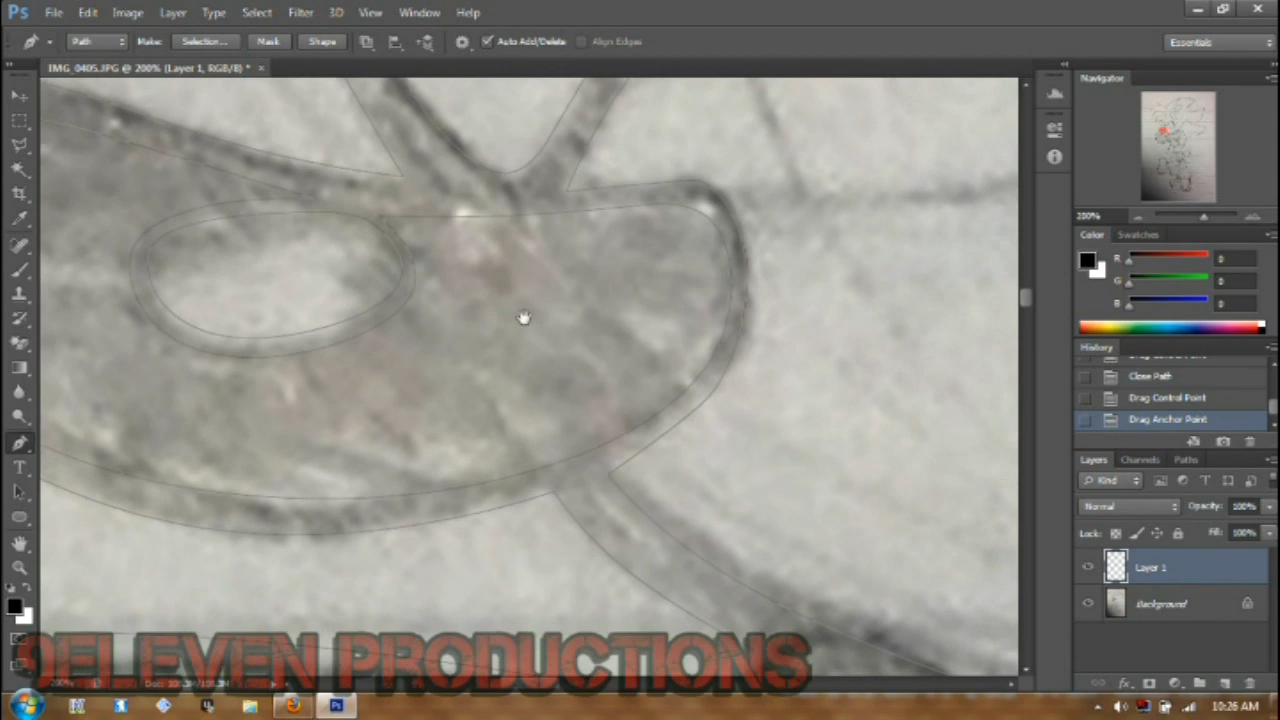 Ps File Edit Image Layer Type Select Filter 3D View Window Help
Path Make: Selection... Mask Shape Auto Add/Delete Align Edges Essentials
IMG_0405.JPG @ 200% (Layer 1, RGB/8) * ×
Navigator
200%
Color Swatches
R 0
G 0
B 0
History
Close Path
Drag Control Point
Drag Anchor Point
Layers Channels Paths
Kind
Normal Opacity: 100%
Lock: Fill: 100%
Layer 1
Background
9ELEVEN PRODUCTIONS
200%
10:26 AM